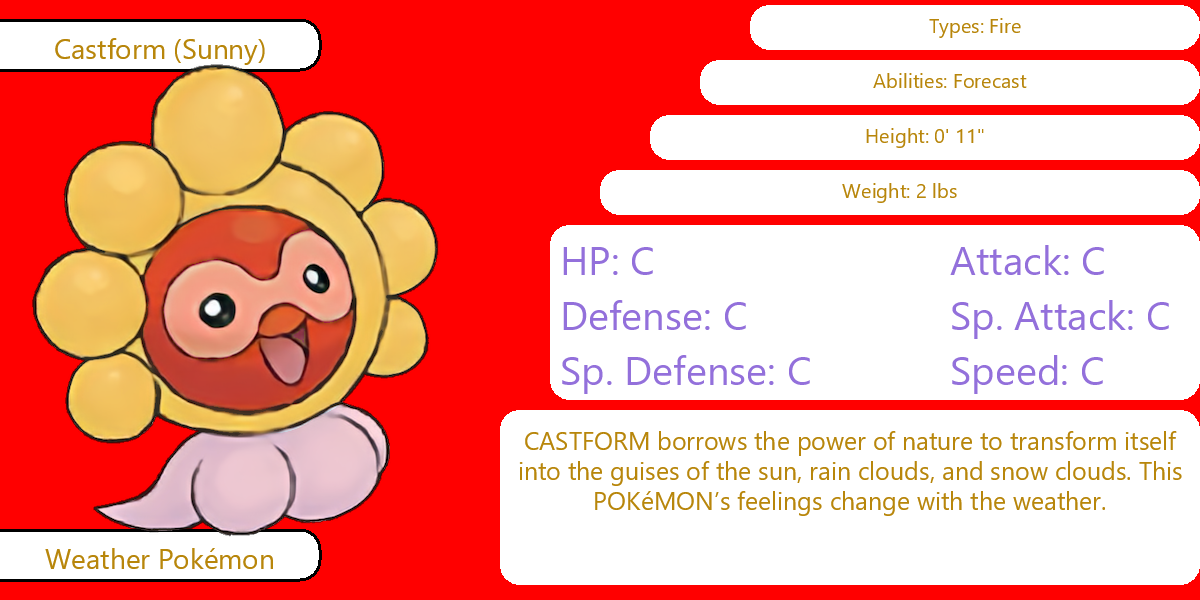 Castform (Sunny)
Types: Fire
Abilities: Forecast
Height: 0' 11"
Weight: 2 lbs
HP: C
Attack: C
Defense: C
Sp. Attack: C
Sp. Defense: C
Speed: C
CASTFORM borrows the power of nature to transform itself
into the guises of the sun, rain clouds, and snow clouds. This
POKéMON’s feelings change with the weather.
Weather Pokémon